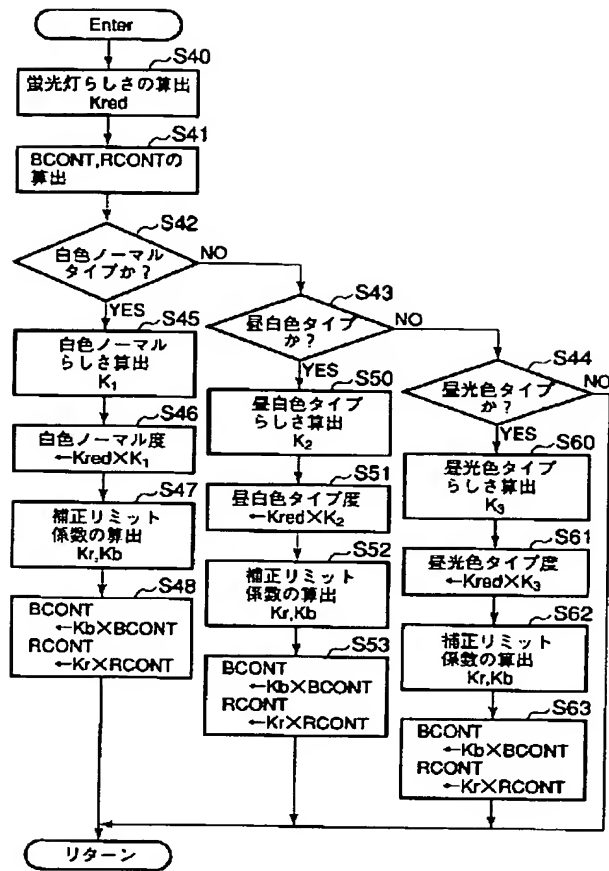 Enter
S40
蛍光灯らしさの算出
Kred
S41
BCONT,RCONTの
算出
S42
白色ノーマル
タイプか？
NO
YES
S45
白色ノーマル
らしさ算出
K₁
S46
白色ノーマル度
←Kred×K₁
S47
補正リミット
係数の算出
Kr,Kb
S48
BCONT
←Kb×BCONT
RCONT
←Kr×RCONT
S43
昼白色タイプ
か？
NO
YES
S50
昼白色タイプ
らしさ算出
K₂
S51
昼白色タイプ度
←Kred×K₂
S52
補正リミット
係数の算出
Kr,Kb
S53
BCONT
←Kb×BCONT
RCONT
←Kr×RCONT
S44
昼光色タイプ
か？
NO
YES
S60
昼光色タイプ
らしさ算出
K₃
S61
昼光色タイプ度
←Kred×K₃
S62
補正リミット
係数の算出
Kr,Kb
S63
BCONT
←Kb×BCONT
RCONT
←Kr×RCONT
リターン